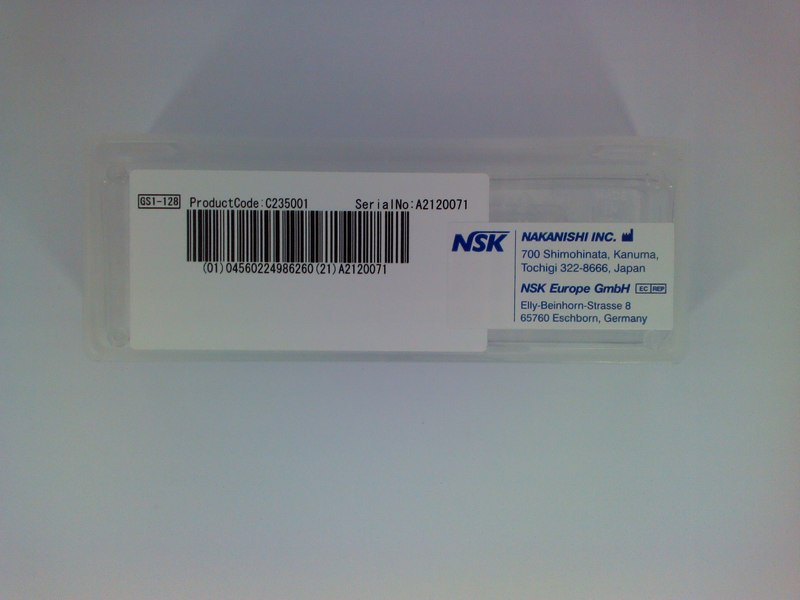 GS1-128 ProductCode:C235001 SerialNo:A2120071
(01)04560224986260(21)A2120071
NSK
NAKANISHI INC.
700 Shimohinata, Kanuma,
Tochigi 322-8666, Japan
NSK Europe GmbH EC REP
Elly-Beinhorn-Strasse 8
65760 Eschborn, Germany